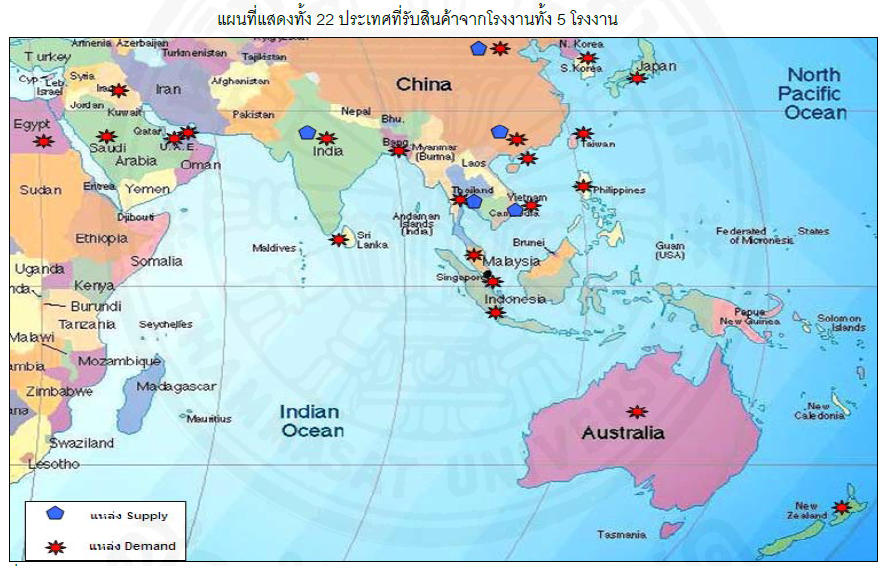 แผนที่แสดงทั้ง 22 ประเทศที่รับสินค้าจากโรงงานทั้ง 5 โรงงาน
Armenia Azerbaijan
Turkey
Turkmenistan
Tajikistan
Cyp.
Leb.
Syria
Israel
Iraq
Iran
Afghanistan
Jordan
Kuwait
Pakistan
Egypt
Qatar
U.A.E.
Saudi
Arabia
Oman
Nepal
Bhu.
China
N. Korea
S.Korea
Japan
North
Pacific
Ocean
India
Bang.
Myanmar
(Burma)
Laos
Taiwan
Sudan
Eritrea
Yemen
Djibouti
Thailand
Vietnam
Cambodia
Philippines
Ethiopia
Somalia
Maldives
Sri
Lanka
Andaman
Islands
(India)
Brunei
Malaysia
Guam
(USA)
Federated States
of Micronesia
Uganda
Kenya
Singapore
Indonesia
Burundi
Tanzania
Seychelles
Papua
New Guinea
Solomon
Islands
Malawi
Mozambique
Zimbabwe
Madagascar
Mauritius
Indian
Ocean
Australia
New
Caledonia
Swaziland
Lesotho
New
Zealand
Tasmania
แหล่ง Supply
แหล่ง Demand